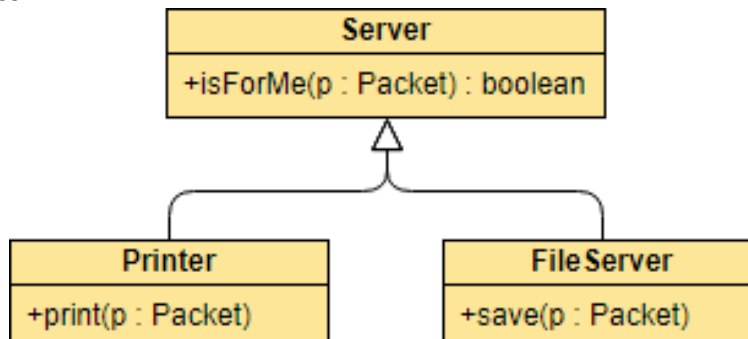 Server
+isForMe(p : Packet) : boolean
Printer
+print(p : Packet)
FileServer
+save(p : Packet)